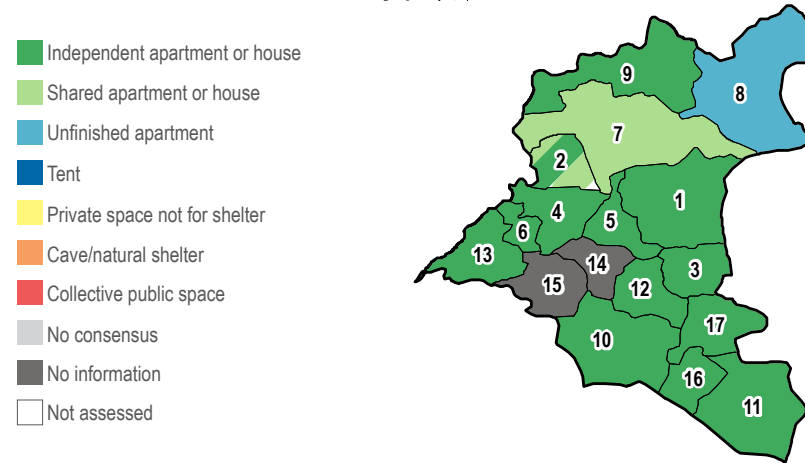 Independent apartment or house
Shared apartment or house
Unfinished apartment
Tent
Private space not for shelter
Cave/natural shelter
Collective public space
No consensus
No information
Not assessed
9
8
7
2
1
4
5
6
13
14
3
15
12
17
10
16
11